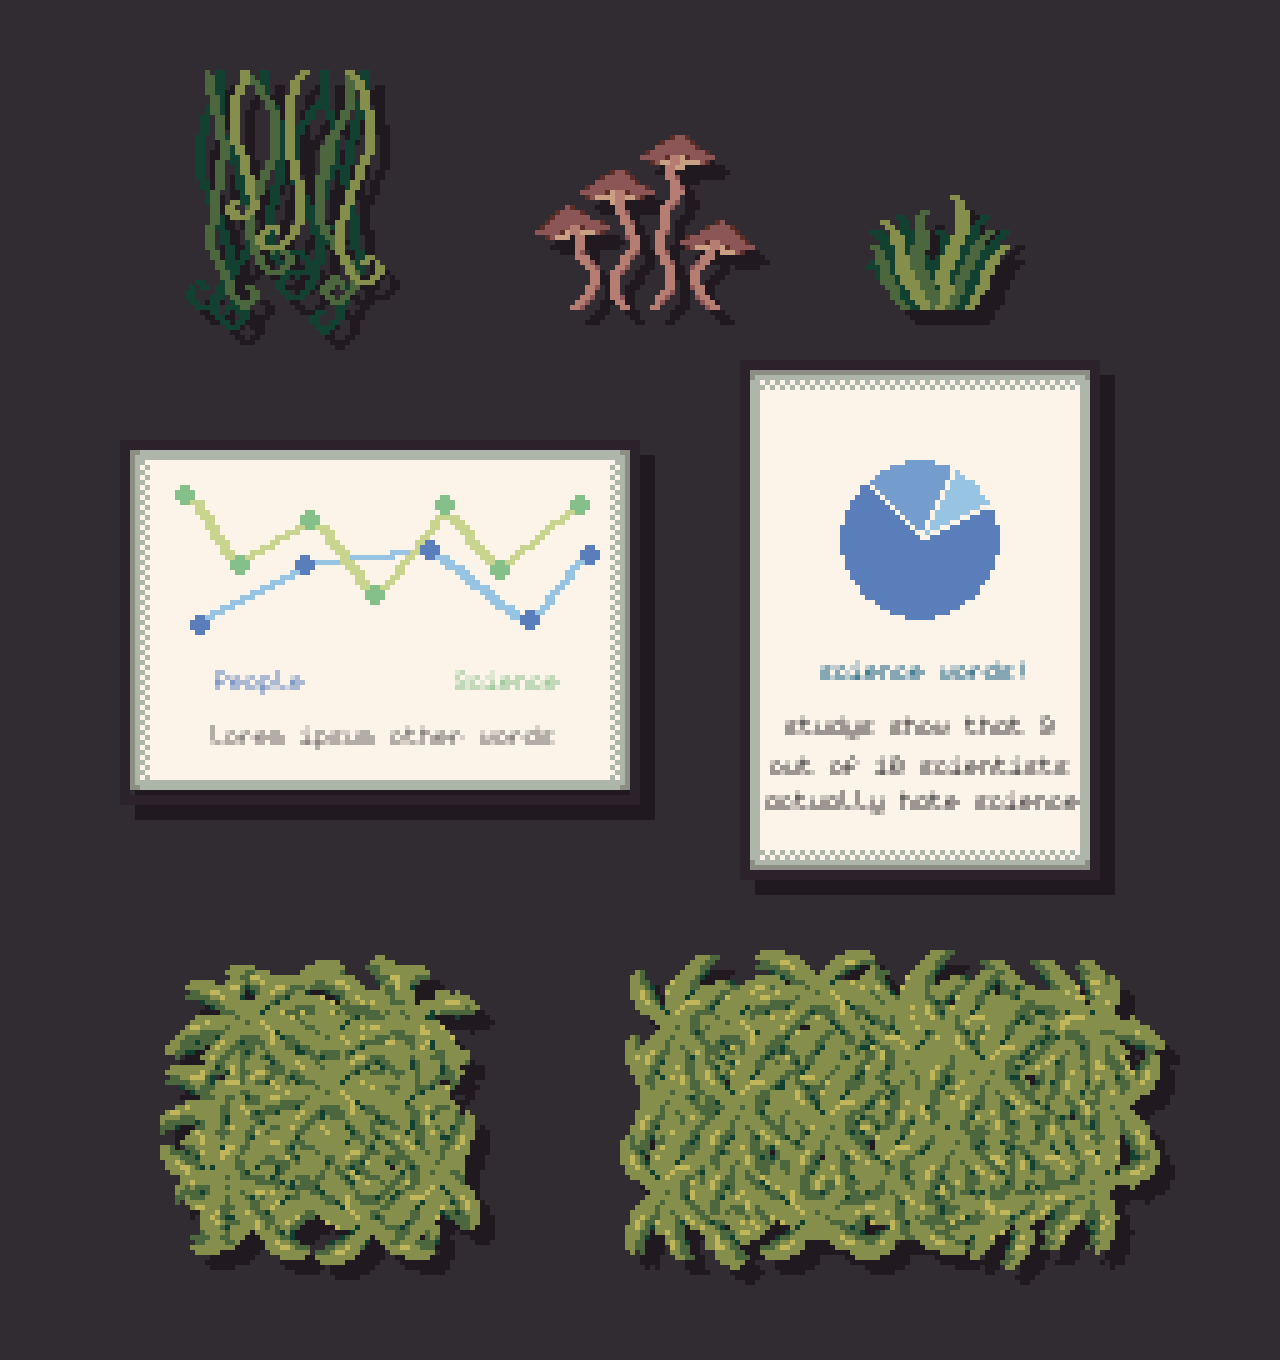 People
Science
Lorem ipsum other words
science words!
studys show that 9
out of 10 scientists
actually hate science